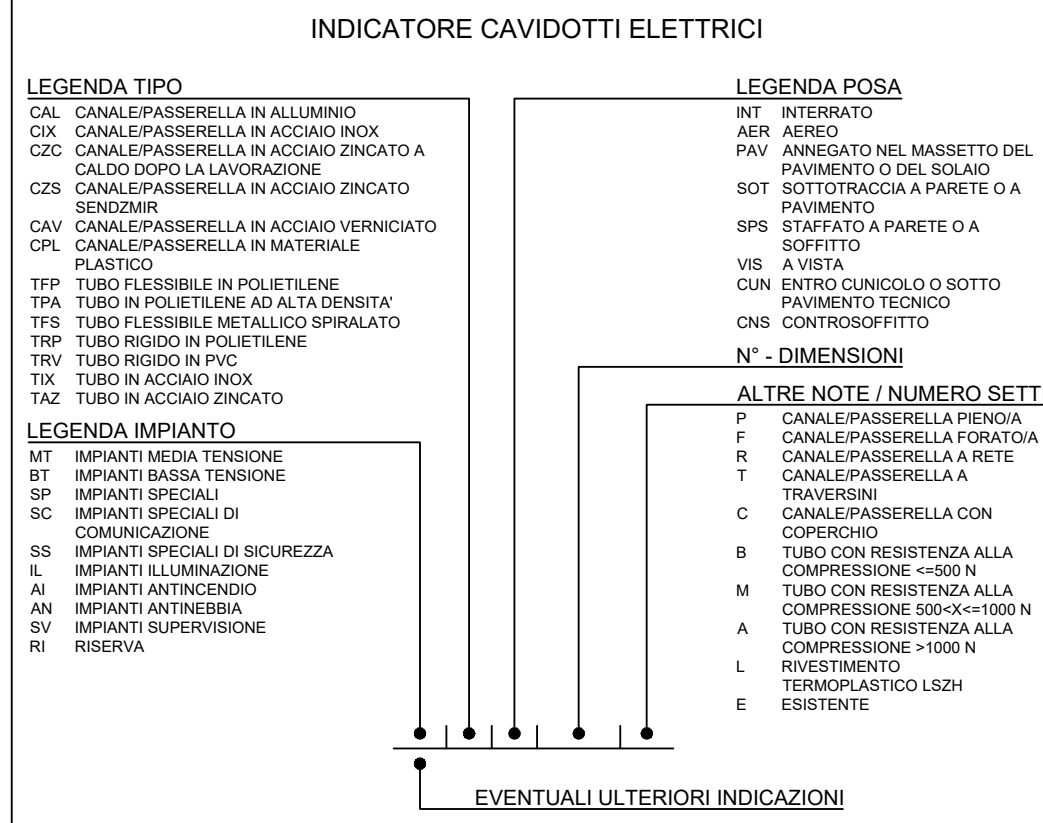 INDICATORE CAVIDOTTI ELETTRICI
LEGENDA TIPO
CAL CANALE/PASSERELLA IN ALLUMINIO
CIX CANALE/PASSERELLA IN ACCIAIO INOX
CZC CANALE/PASSERELLA IN ACCIAIO ZINCATO A
CALDO DOPO LA LAVORAZIONE
CZS CANALE/PASSERELLA IN ACCIAIO ZINCATO
SENDZMIR
CAV CANALE/PASSERELLA IN ACCIAIO VERNICIATO
CPL CANALE/PASSERELLA IN MATERIALE
PLASTICO
TFP TUBO FLESSIBILE IN POLIETILENE
TPA TUBO IN POLIETILENE AD ALTA DENSITA'
TFS TUBO FLESSIBILE METALLICO SPIRALATO
TRP TUBO RIGIDO IN POLIETILENE
TRV TUBO RIGIDO IN PVC
TIX TUBO IN ACCIAIO INOX
TAZ TUBO IN ACCIAIO ZINCATO
LEGENDA IMPIANTO
MT IMPIANTI MEDIA TENSIONE
BT IMPIANTI BASSA TENSIONE
SP IMPIANTI SPECIALI
SC IMPIANTI SPECIALI DI
COMUNICAZIONE
SS IMPIANTI SPECIALI DI SICUREZZA
IL IMPIANTI ILLUMINAZIONE
AI IMPIANTI ANTINCENDIO
AN IMPIANTI ANTINEBBIA
SV IMPIANTI SUPERVISIONE
RI RISERVA
LEGENDA POSA
INT INTERRATO
AER AEREO
PAV ANNEGATO NEL MASSETTO DEL
PAVIMENTO O DEL SOLAIO
SOT SOTTOTRACCIA A PARETE O A
PAVIMENTO
SPS STAFFATO A PARETE O A
SOFFITTO
VIS A VISTA
CUN ENTRO CUNICOLO O SOTTO
PAVIMENTO TECNICO
CNS CONTROSOFFITTO
N° - DIMENSIONI
ALTRE NOTE / NUMERO SETT
P CANALE/PASSERELLA PIENO/A
F CANALE/PASSERELLA FORATO/A
R CANALE/PASSERELLA A RETE
T CANALE/PASSERELLA A
TRAVERSINI
C CANALE/PASSERELLA CON
COPERCHIO
B TUBO CON RESISTENZA ALLA
COMPRESSIONE <=500 N
M TUBO CON RESISTENZA ALLA
COMPRESSIONE 500<X<=1000 N
A TUBO CON RESISTENZA ALLA
COMPRESSIONE >1000 N
L RIVESTIMENTO
TERMOPLASTICO LSZH
E ESISTENTE
EVENTUALI ULTERIORI INDICAZIONI